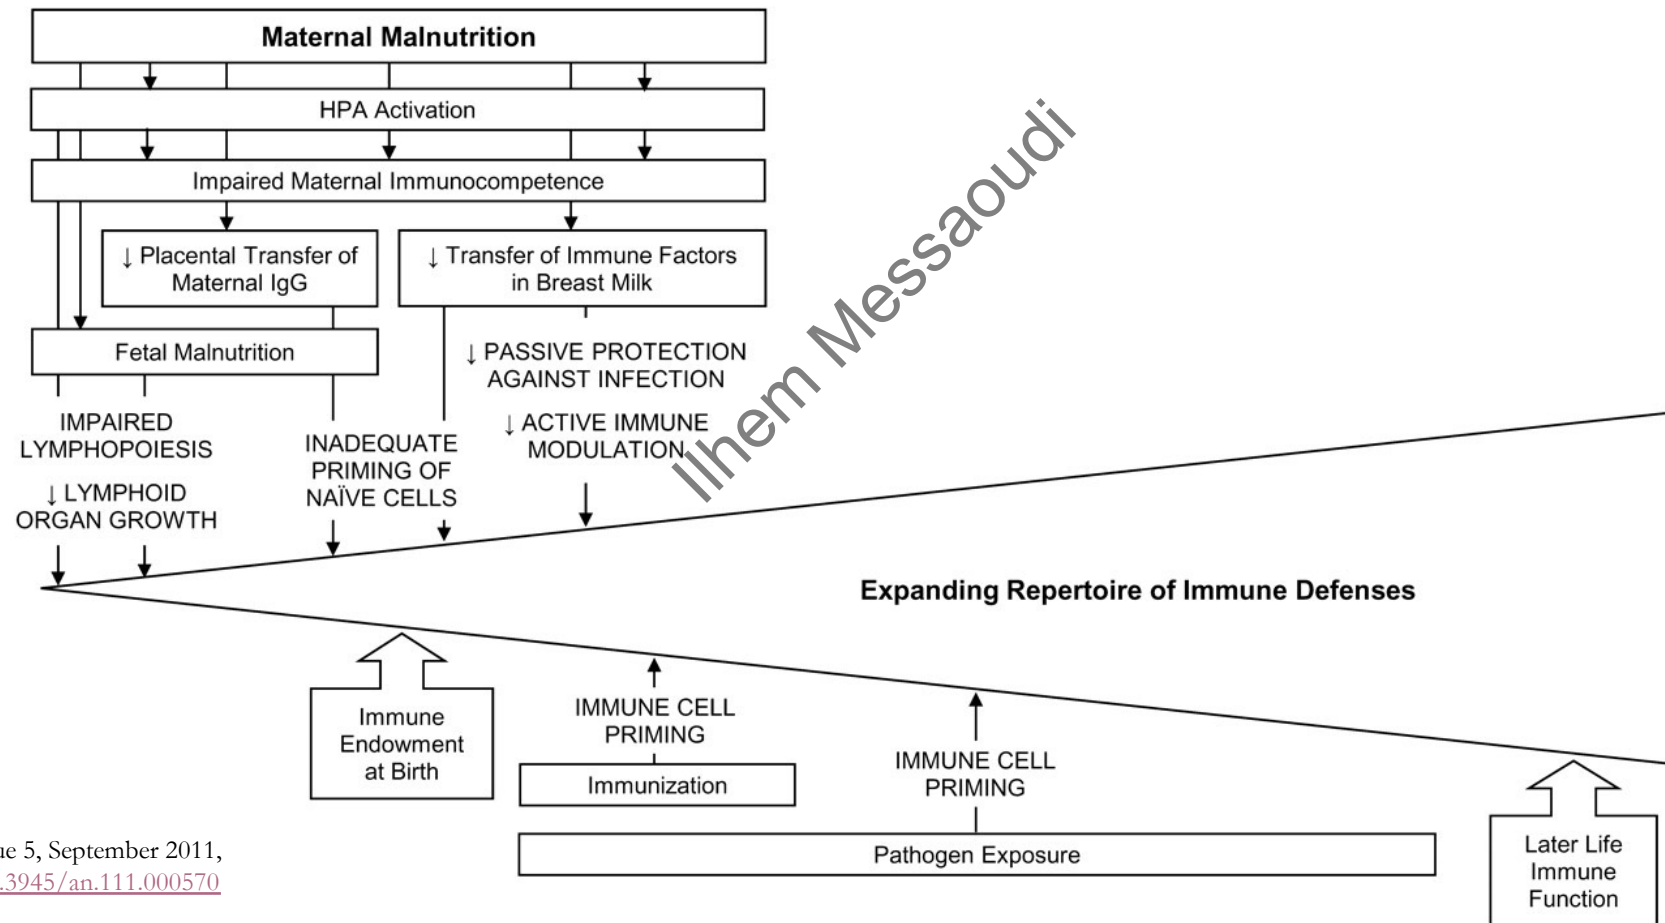 Maternal Malnutrition
HPA Activation
Impaired Maternal Immunocompetence
↓ Placental Transfer of
Maternal IgG
↓ Transfer of Immune Factors
in Breast Milk
Fetal Malnutrition
↓ PASSIVE PROTECTION
AGAINST INFECTION
↓ ACTIVE IMMUNE
MODULATION
IMPAIRED
LYMPHOPOIESIS
↓ LYMPHOID
ORGAN GROWTH
INADEQUATE
PRIMING OF
NAÏVE CELLS
Ilhem Messaoudi
Expanding Repertoire of Immune Defenses
Immune
Endowment
at Birth
IMMUNE CELL
PRIMING
Immunization
IMMUNE CELL
PRIMING
Pathogen Exposure
Later Life
Immune
Function
ue 5, September 2011,
.3945/an.111.000570